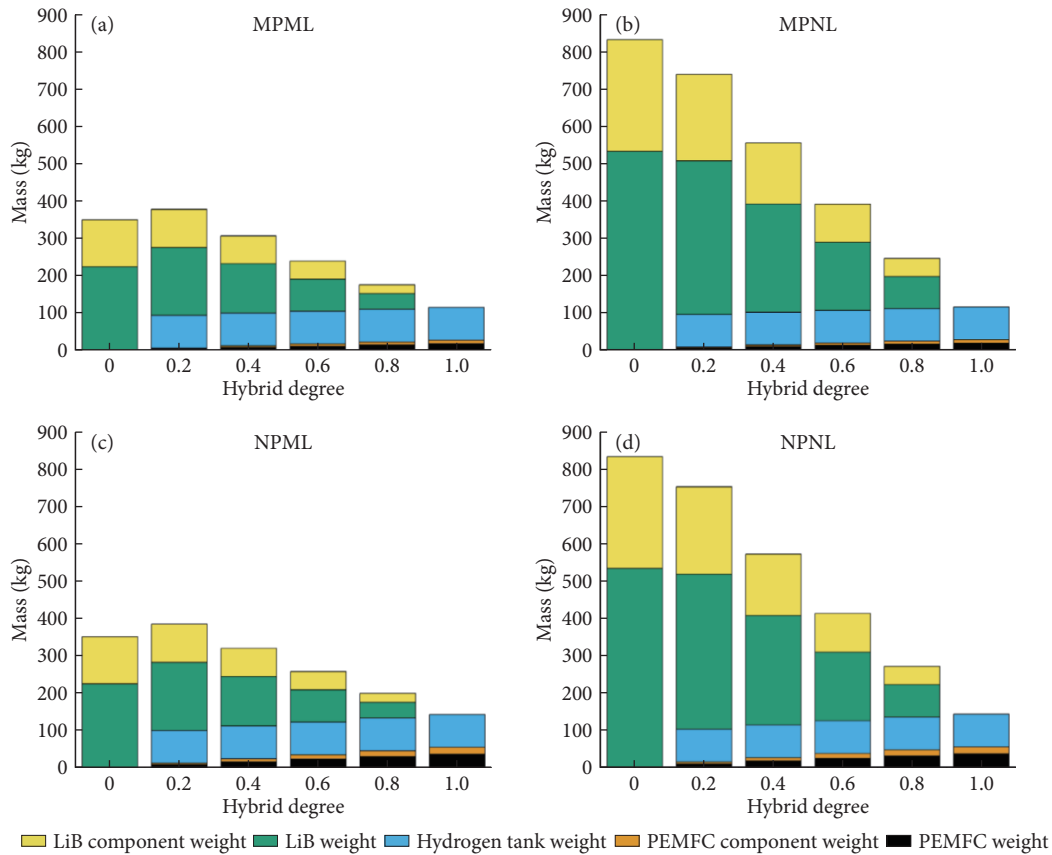 (a) MPML
900
800
700
600
500
400
300
200
100
0
Mass (kg)
0 0.2 0.4 0.6 0.8 1.0
Hybrid degree
(b) MPNL
900
800
700
600
500
400
300
200
100
0
Mass (kg)
0 0.2 0.4 0.6 0.8 1.0
Hybrid degree
(c) NPML
900
800
700
600
500
400
300
200
100
0
Mass (kg)
0 0.2 0.4 0.6 0.8 1.0
Hybrid degree
(d) NPNL
900
800
700
600
500
400
300
200
100
0
Mass (kg)
0 0.2 0.4 0.6 0.8 1.0
Hybrid degree
LiB component weight LiB weight Hydrogen tank weight PEMFC component weight PEMFC weight